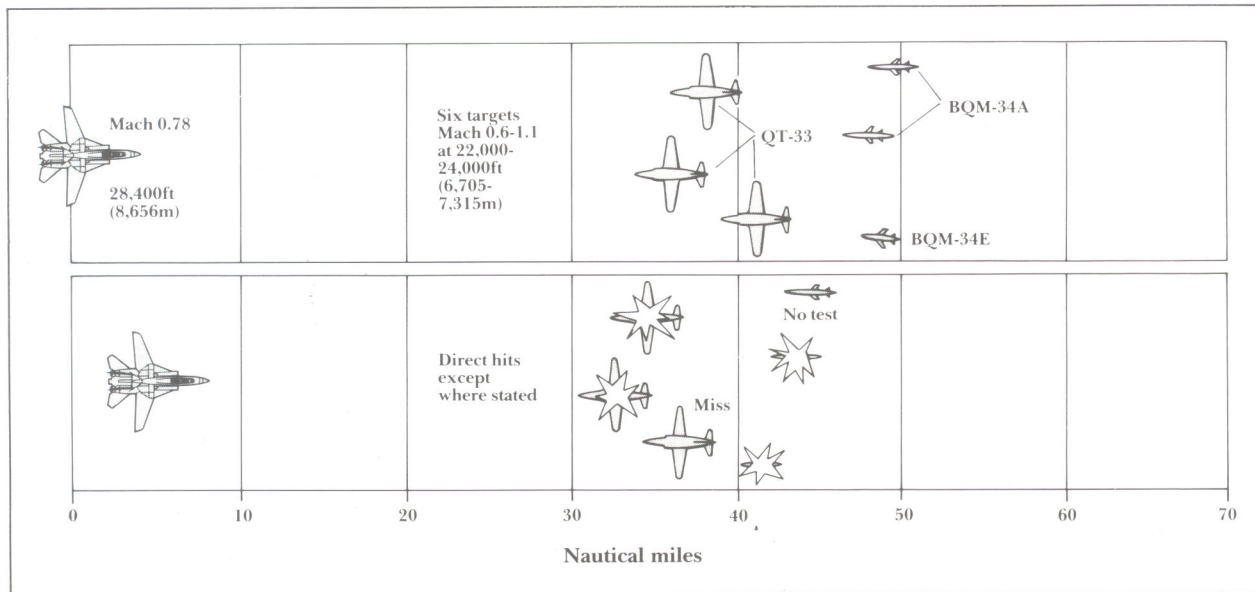 Mach 0.78
28,400ft
(8,656m)
Six targets
Mach 0.6-1.1
at 22,000-
24,000ft
(6,705-
7,315m)
QT-33
BQM-34A
BQM-34E
Direct hits
except
where stated
Miss
No test
0 10 20 30 40 50 60 70
Nautical miles